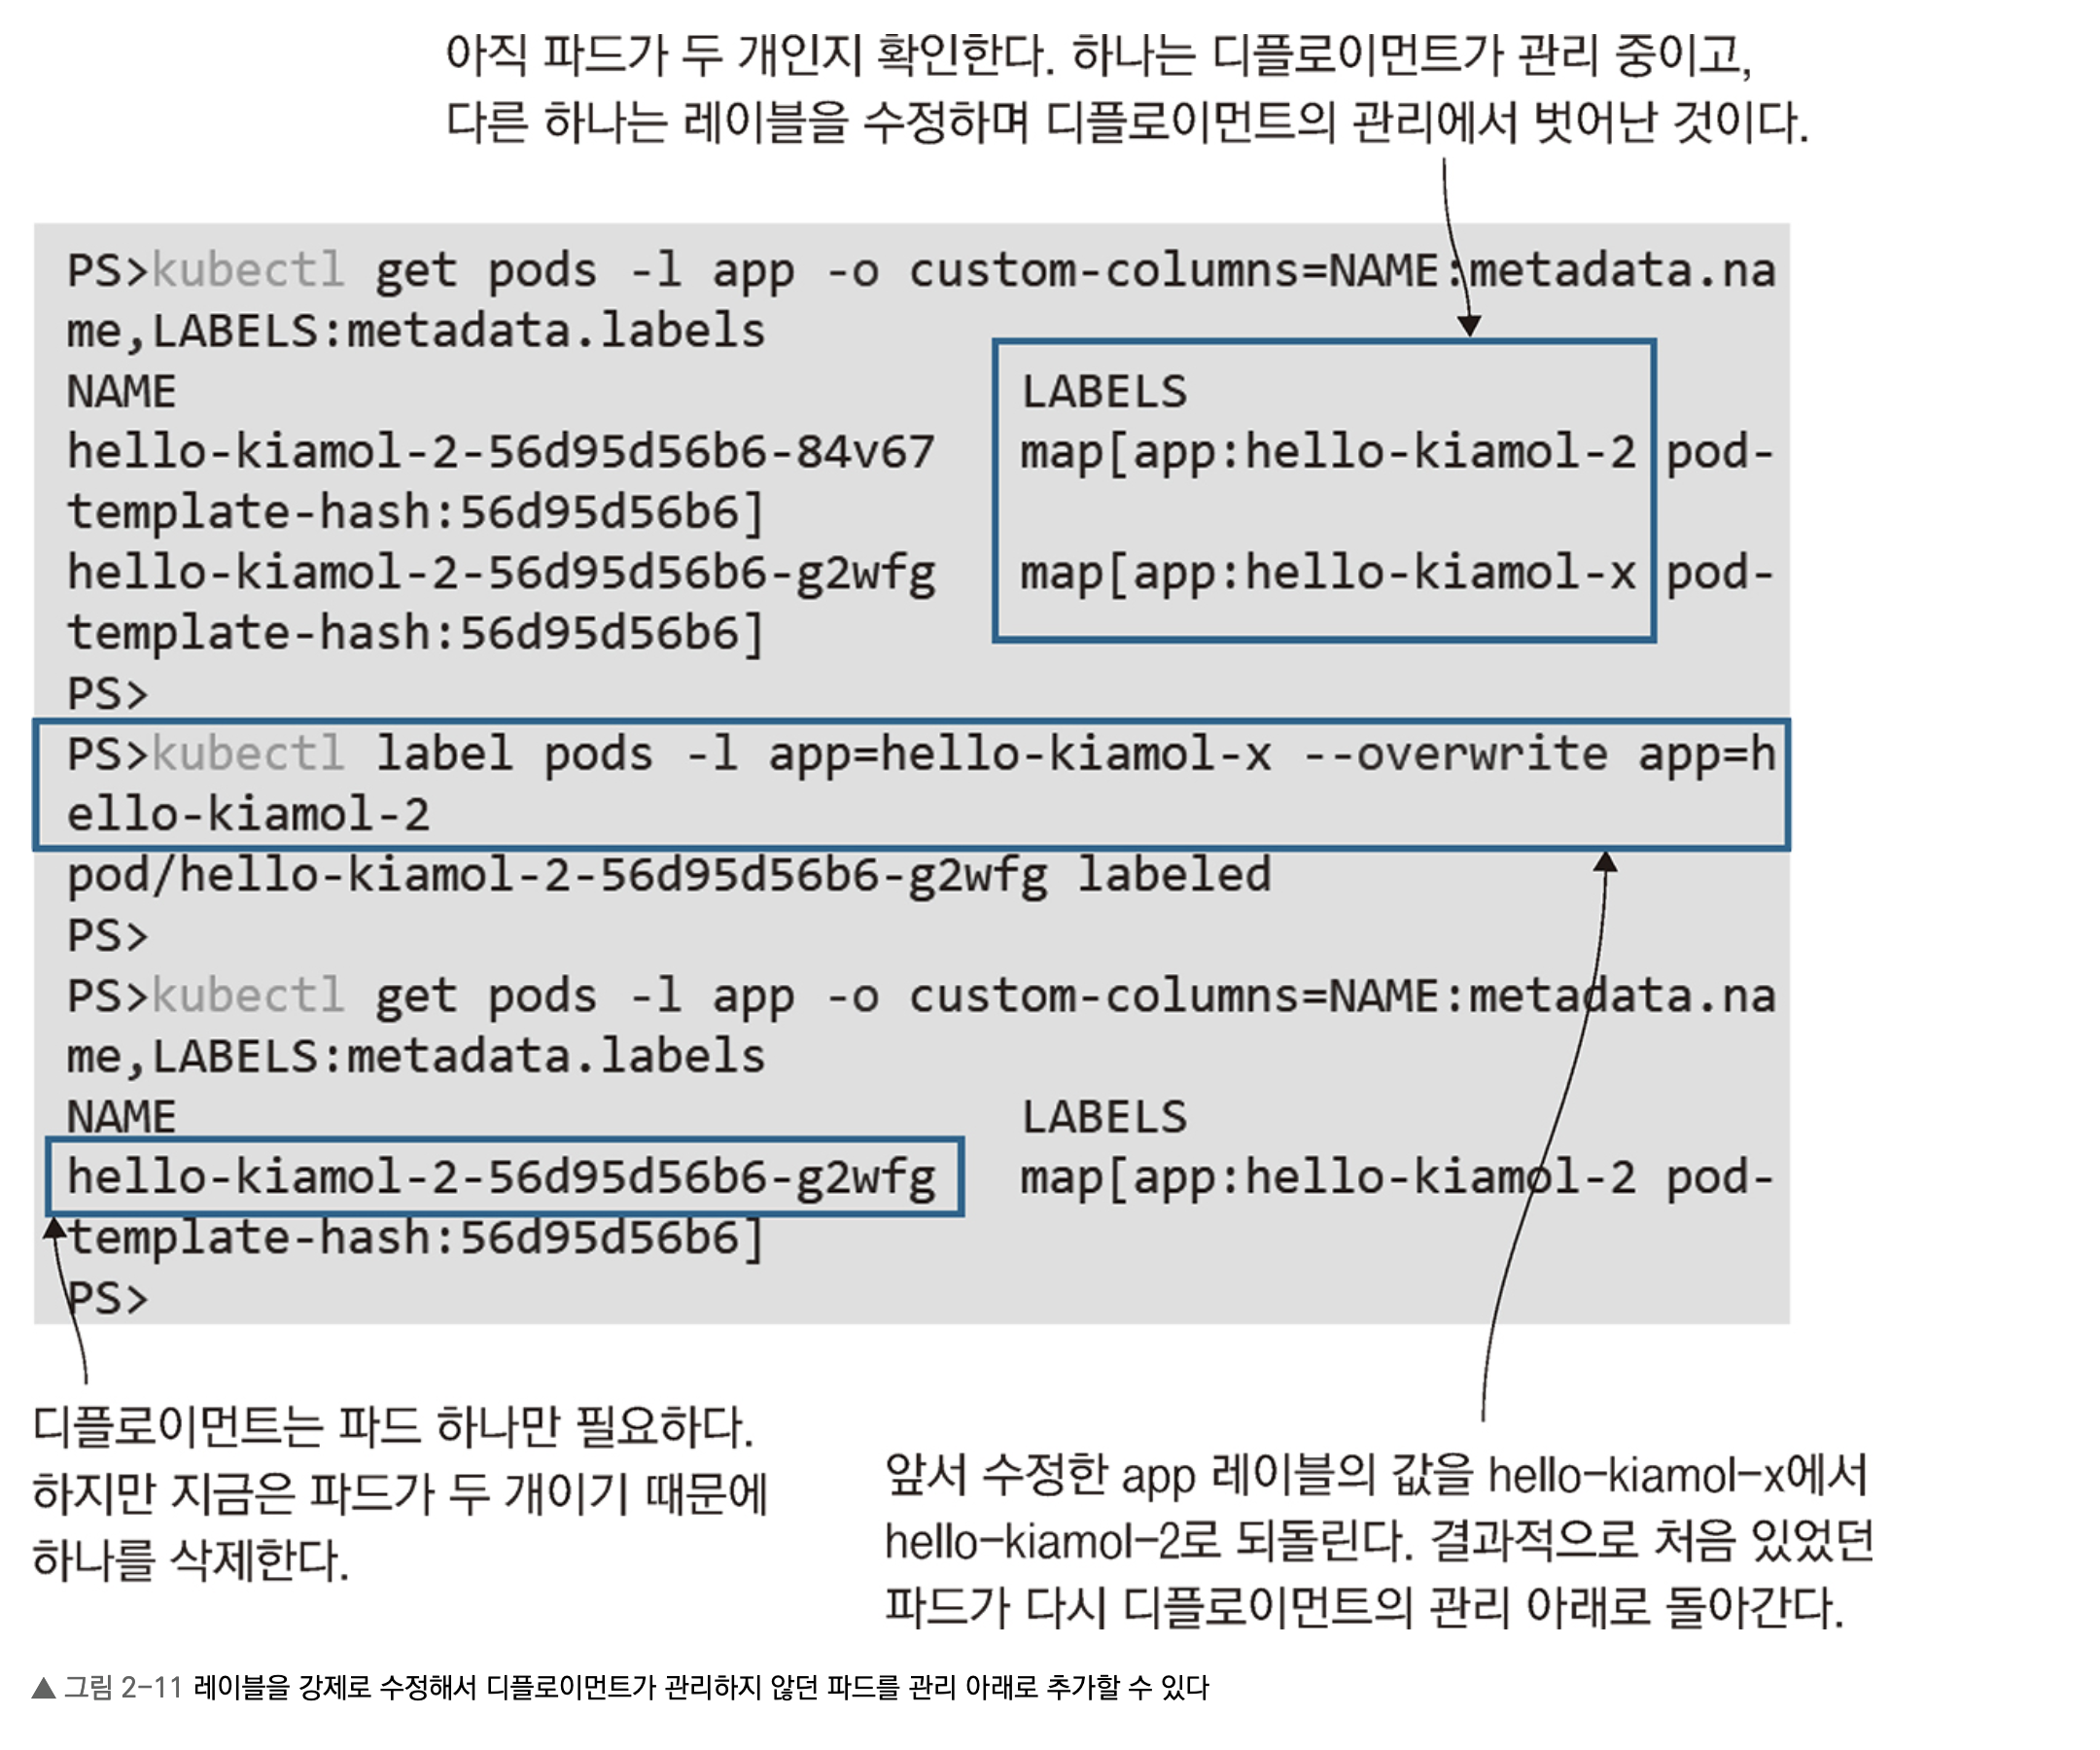 아직 파드가 두 개인지 확인한다. 하나는 디플로이먼트가 관리 중이고,
다른 하나는 레이블을 수정하며 디플로이먼트의 관리에서 벗어난 것이다.
PS>kubectl get pods -l app -o custom-columns=NAME:metadata.na
me,LABELS:metadata.labels
NAME LABELS
hello-kiamol-2-56d95d56b6-84v67 map[app:hello-kiamol-2 pod-
template-hash:56d95d56b6]
hello-kiamol-2-56d95d56b6-g2wfg map[app:hello-kiamol-x pod-
template-hash:56d95d56b6]
PS>
PS>kubectl label pods -l app=hello-kiamol-x --overwrite app=h
ello-kiamol-2
pod/hello-kiamol-2-56d95d56b6-g2wfg labeled
PS>
PS>kubectl get pods -l app -o custom-columns=NAME:metadata.na
me,LABELS:metadata.labels
NAME LABELS
hello-kiamol-2-56d95d56b6-g2wfg map[app:hello-kiamol-2 pod-
template-hash:56d95d56b6]
PS>
디플로이먼트는 파드 하나만 필요하다.
하지만 지금은 파드가 두 개이기 때문에
하나를 삭제한다.
앞서 수정한 app 레이블의 값을 hello-kiamol-x에서
hello-kiamol-2로 되돌린다. 결과적으로 처음 있었던
파드가 다시 디플로이먼트의 관리 아래로 돌아간다.
▲ 그림 2-11 레이블을 강제로 수정해서 디플로이먼트가 관리하지 않던 파드를 관리 아래로 추가할 수 있다